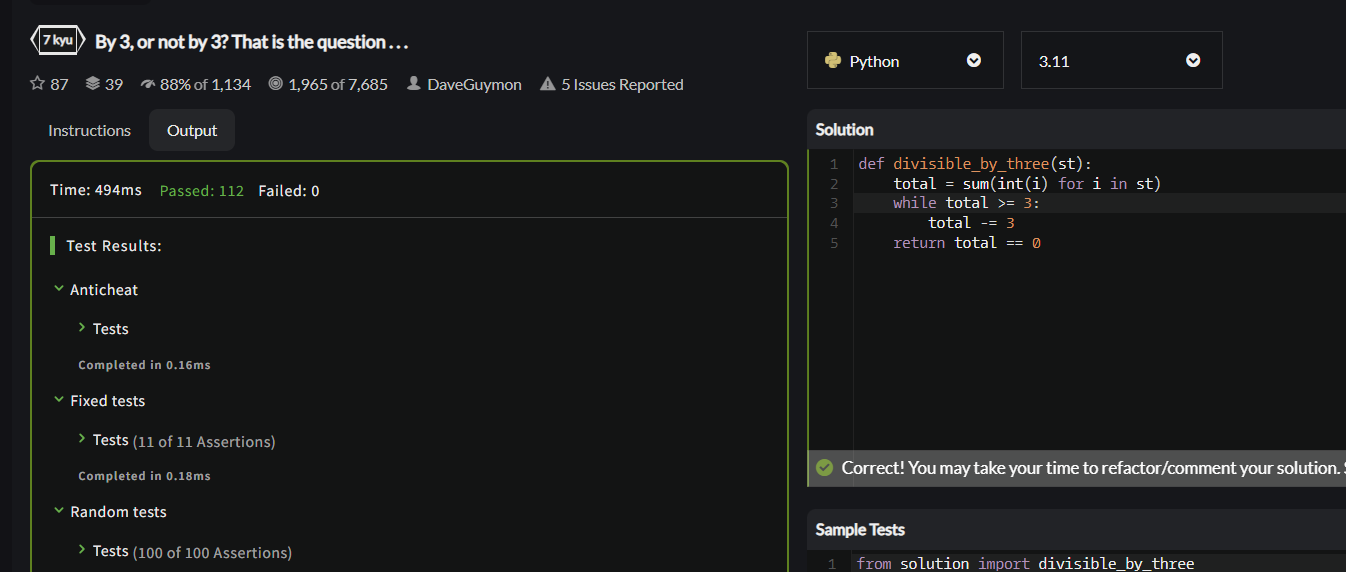 7 kyu By 3, or not by 3? That is the question . . .
87 39 88% of 1,134 1,965 of 7,685 DaveGuymon 5 Issues Reported
Instructions Output
Time: 494ms Passed: 112 Failed: 0
Test Results:
Anticheat
Tests
Completed in 0.16ms
Fixed tests
Tests (11 of 11 Assertions)
Completed in 0.18ms
Random tests
Tests (100 of 100 Assertions)
Python 3.11
Solution
1 def divisible_by_three(st):
2 total = sum(int(i) for i in st)
3 while total >= 3:
4 total -= 3
5 return total == 0
Correct! You may take your time to refactor/comment your solution.
Sample Tests
1 from solution import divisible_by_three